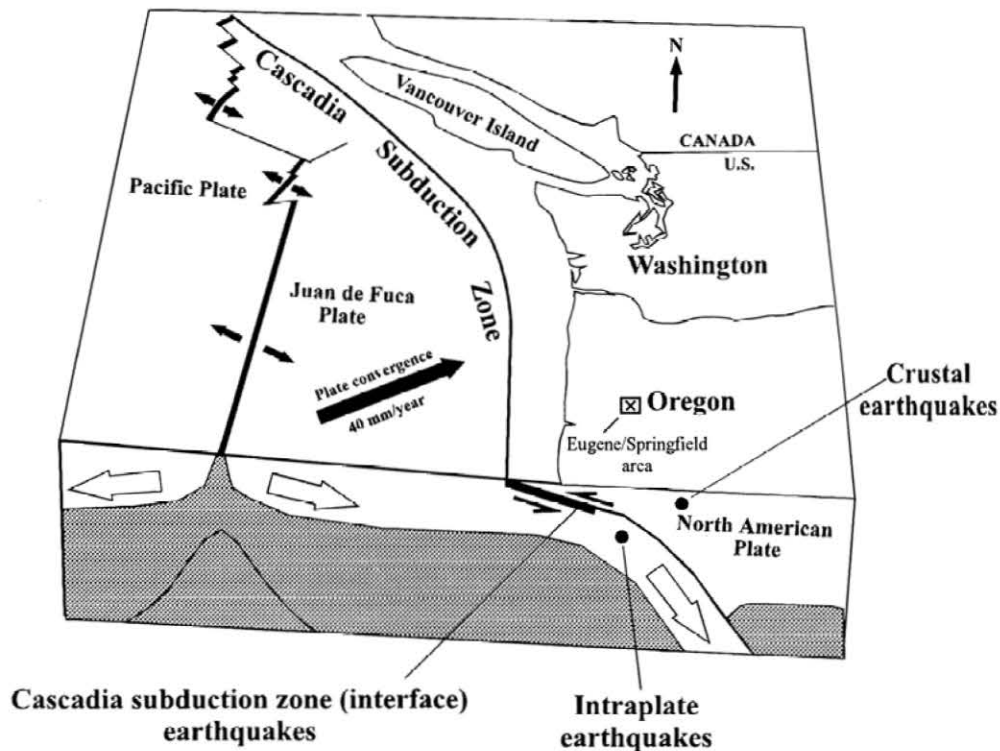 N
Cascadia
Subduction
Zone
Vancouver Island
CANADA
U.S.
Pacific Plate
Washington
Juan de Fuca
Plate
Plate convergence
40 mm/year
Oregon
Eugene/Springfield
arca
Crustal
earthquakes
North American
Plate
Cascadia subduction zone (interface)
earthquakes
Intraplate
earthquakes